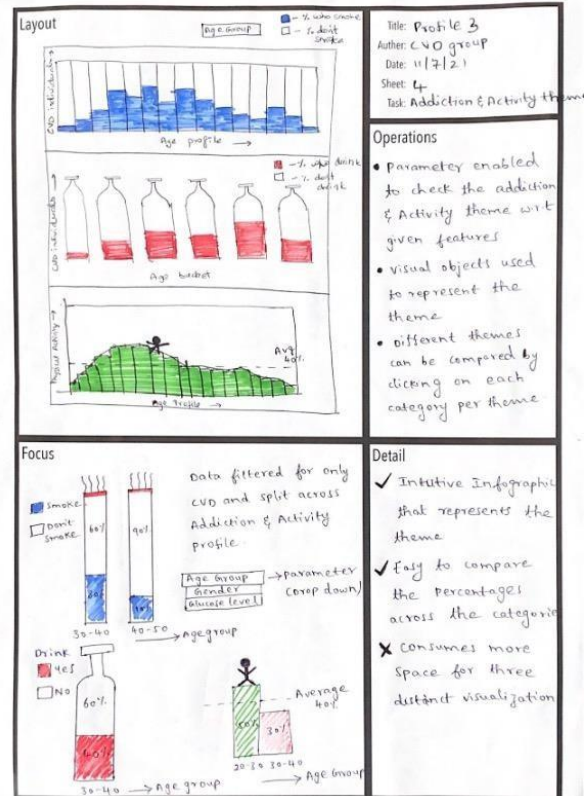 Layout
Age Group
- % who smoke
- % don't smoke
CVD individuals
Age profile →
- % who drink
- % don't drink
CVD individuals
Age bucket
Physical Activity →
Avg
40%
Age Profile →
Title: Profile 3
Author: CVD group
Date: 11/7/21
Sheet: 4
Task: Addiction & Activity theme
Operations
• Parameter enabled
to check the addiction
& Activity theme w.r.t
given features
• visual objects used
to represent the
theme
• Different themes
can be compared by
clicking on each
category per theme.
Focus
Smoke
Don't
smoke
60%
90%
30-40
40-50
→ Age group
Data filtered for only
CVD and split across
Addiction & Activity
profile.
Age Group
Gender
Glucose level
→ parameter
(drop down)
Drink
Yes
No
60%
40%
30-40 → Age group
Average
40%
30%
20-30 30-40
→ Age Group
Detail
✓ Intuitive Infographic
that represents the
theme
✓ Easy to compare
the percentages
across the categorie
✗ Consumes more
Space for three
distinct visualization